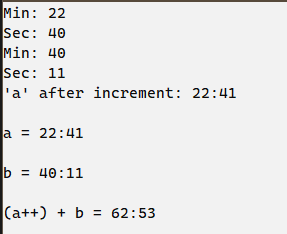 Min: 22
Sec: 40
Min: 40
Sec: 11
'a' after increment: 22:41
a = 22:41
b = 40:11
(a++) + b = 62:53